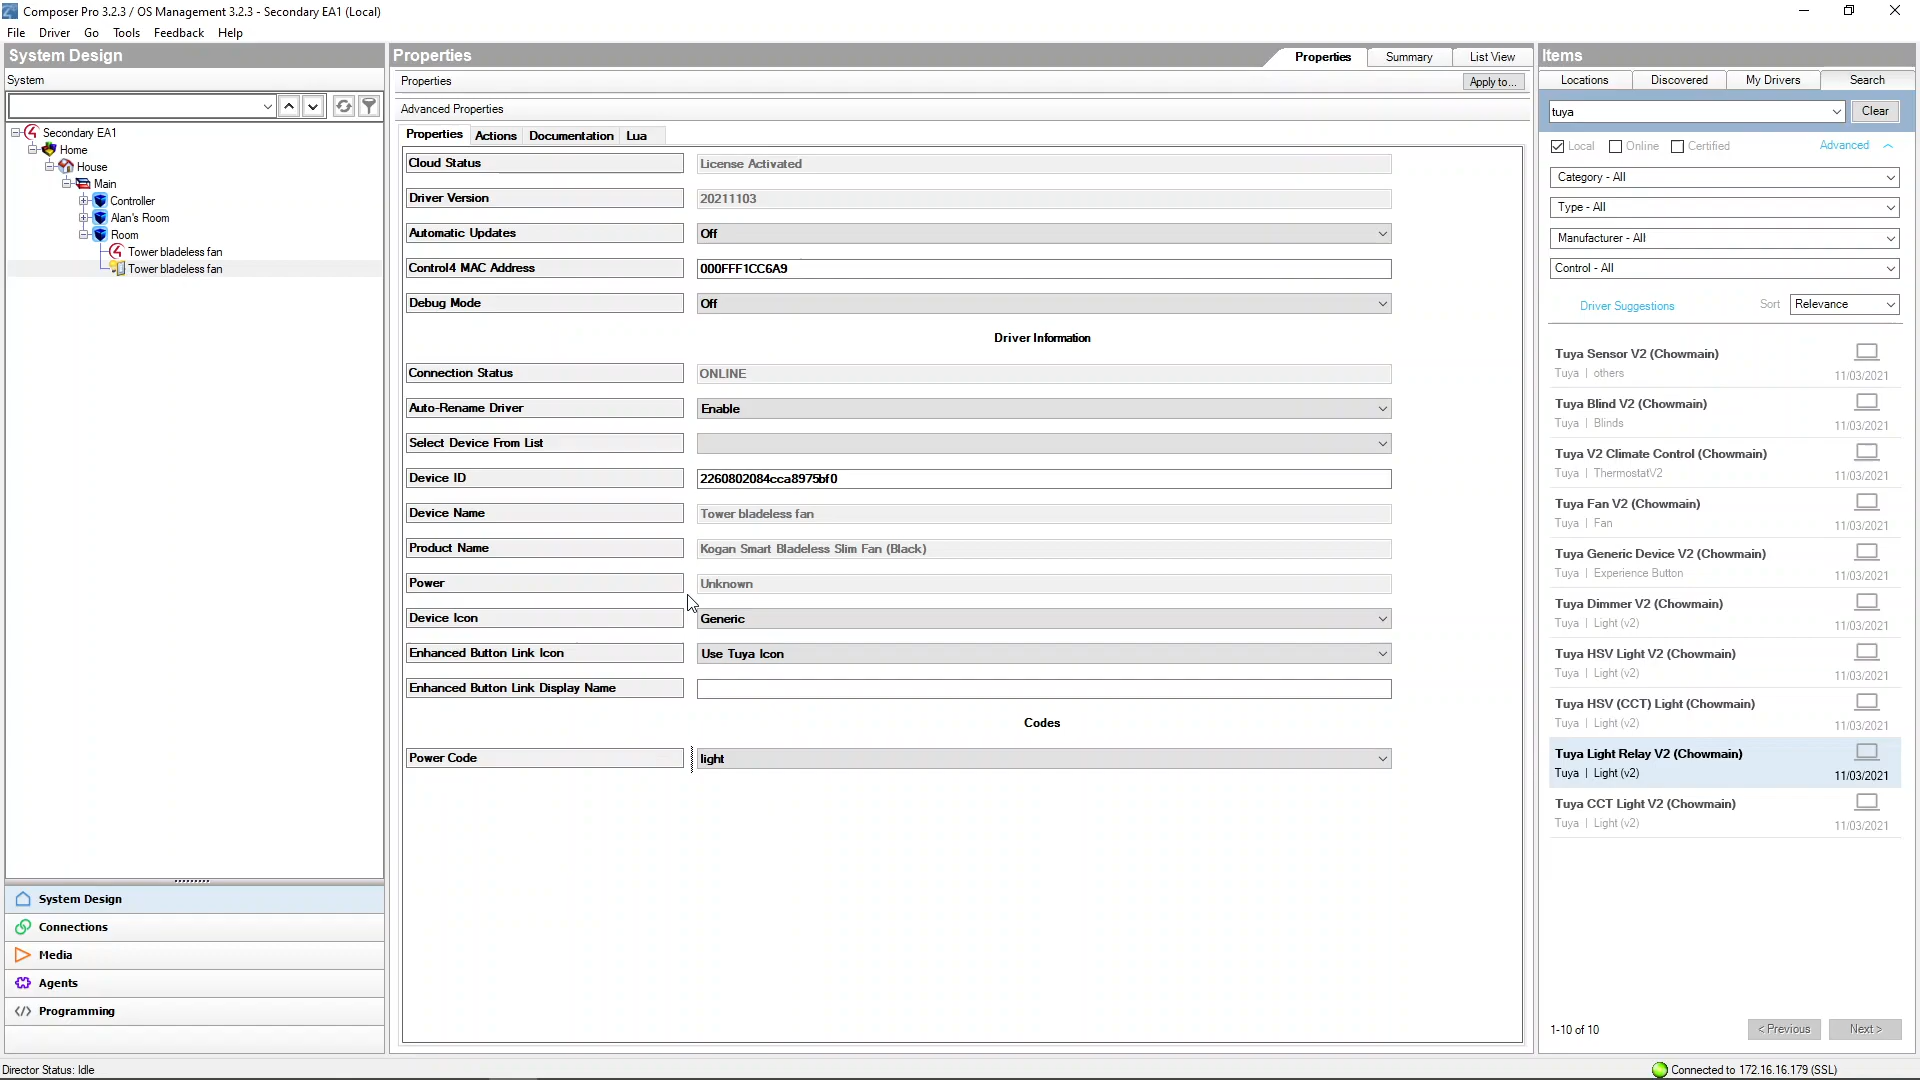 Composer Pro 3.2.3 / OS Management 3.2.3 - Secondary EA1 (Local)
File Driver Go Tools Feedback Help
System Design
System
Secondary EA1
Home
House
Main
Controller
Alan's Room
Room
Tower bladeless fan
Tower bladeless fan
System Design
Connections
Media
Agents
Programming
Director Status: Idle
Properties
Properties Summary List View
Properties
Apply to...
Advanced Properties
Properties Actions Documentation Lua
Cloud Status License Activated
Driver Version 20211103
Automatic Updates Off
Control4 MAC Address 000FFF1CC6A9
Debug Mode Off
Driver Information
Connection Status ONLINE
Auto-Rename Driver Enable
Select Device From List
Device ID 2260802084cca8975bf0
Device Name Tower bladeless fan
Product Name Kogan Smart Bladeless Slim Fan (Black)
Power Unknown
Device Icon Generic
Enhanced Button Link Icon Use Tuya Icon
Enhanced Button Link Display Name
Codes
Power Code light
Items
Locations Discovered My Drivers Search
tuya Clear
Local Online Certified Advanced
Category - All
Type - All
Manufacturer - All
Control - All
Driver Suggestions Sort Relevance
Tuya Sensor V2 (Chowmain)
Tuya | others 11/03/2021
Tuya Blind V2 (Chowmain)
Tuya | Blinds 11/03/2021
Tuya V2 Climate Control (Chowmain)
Tuya | ThermostatV2 11/03/2021
Tuya Fan V2 (Chowmain)
Tuya | Fan 11/03/2021
Tuya Generic Device V2 (Chowmain)
Tuya | Experience Button 11/03/2021
Tuya Dimmer V2 (Chowmain)
Tuya | Light (v2) 11/03/2021
Tuya HSV Light V2 (Chowmain)
Tuya | Light (v2) 11/03/2021
Tuya HSV (CCT) Light (Chowmain)
Tuya | Light (v2) 11/03/2021
Tuya Light Relay V2 (Chowmain)
Tuya | Light (v2) 11/03/2021
Tuya CCT Light V2 (Chowmain)
Tuya | Light (v2) 11/03/2021
1-10 of 10 < Previous Next >
Connected to 172.16.16.179 (SSL)